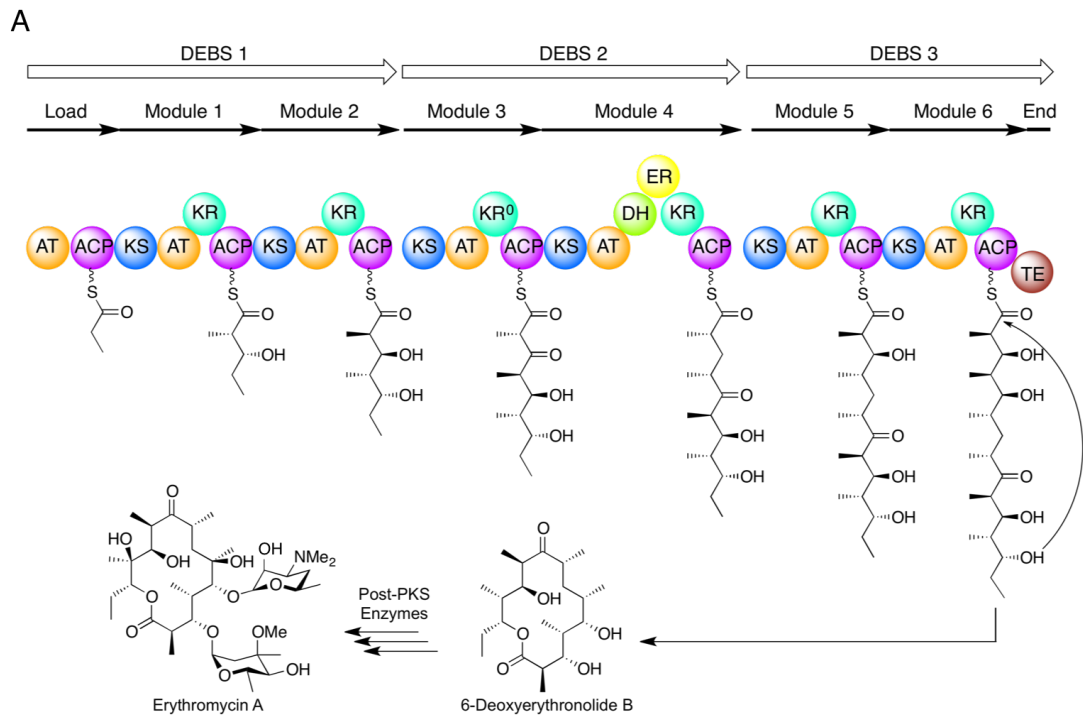 A
DEBS 1 DEBS 2 DEBS 3
Load Module 1 Module 2 Module 3 Module 4 Module 5 Module 6 End
ER
KR KR KR⁰ DH KR KR KR
AT ACP KS AT ACP KS AT ACP KS AT ACP KS AT ACP KS AT ACP KS AT ACP TE
S S S S S S S
O O O O O O O
OH OH O OH OH
OH OH O OH
OH OH O O
OH OH OH
OH OH OH
OH
O
HO OH OH OH NMe₂
O O
O O
O O OMe
O OH
Erythromycin A
Post-PKS
Enzymes
O
OH
O OH
O OH
6-Deoxyerythronolide B